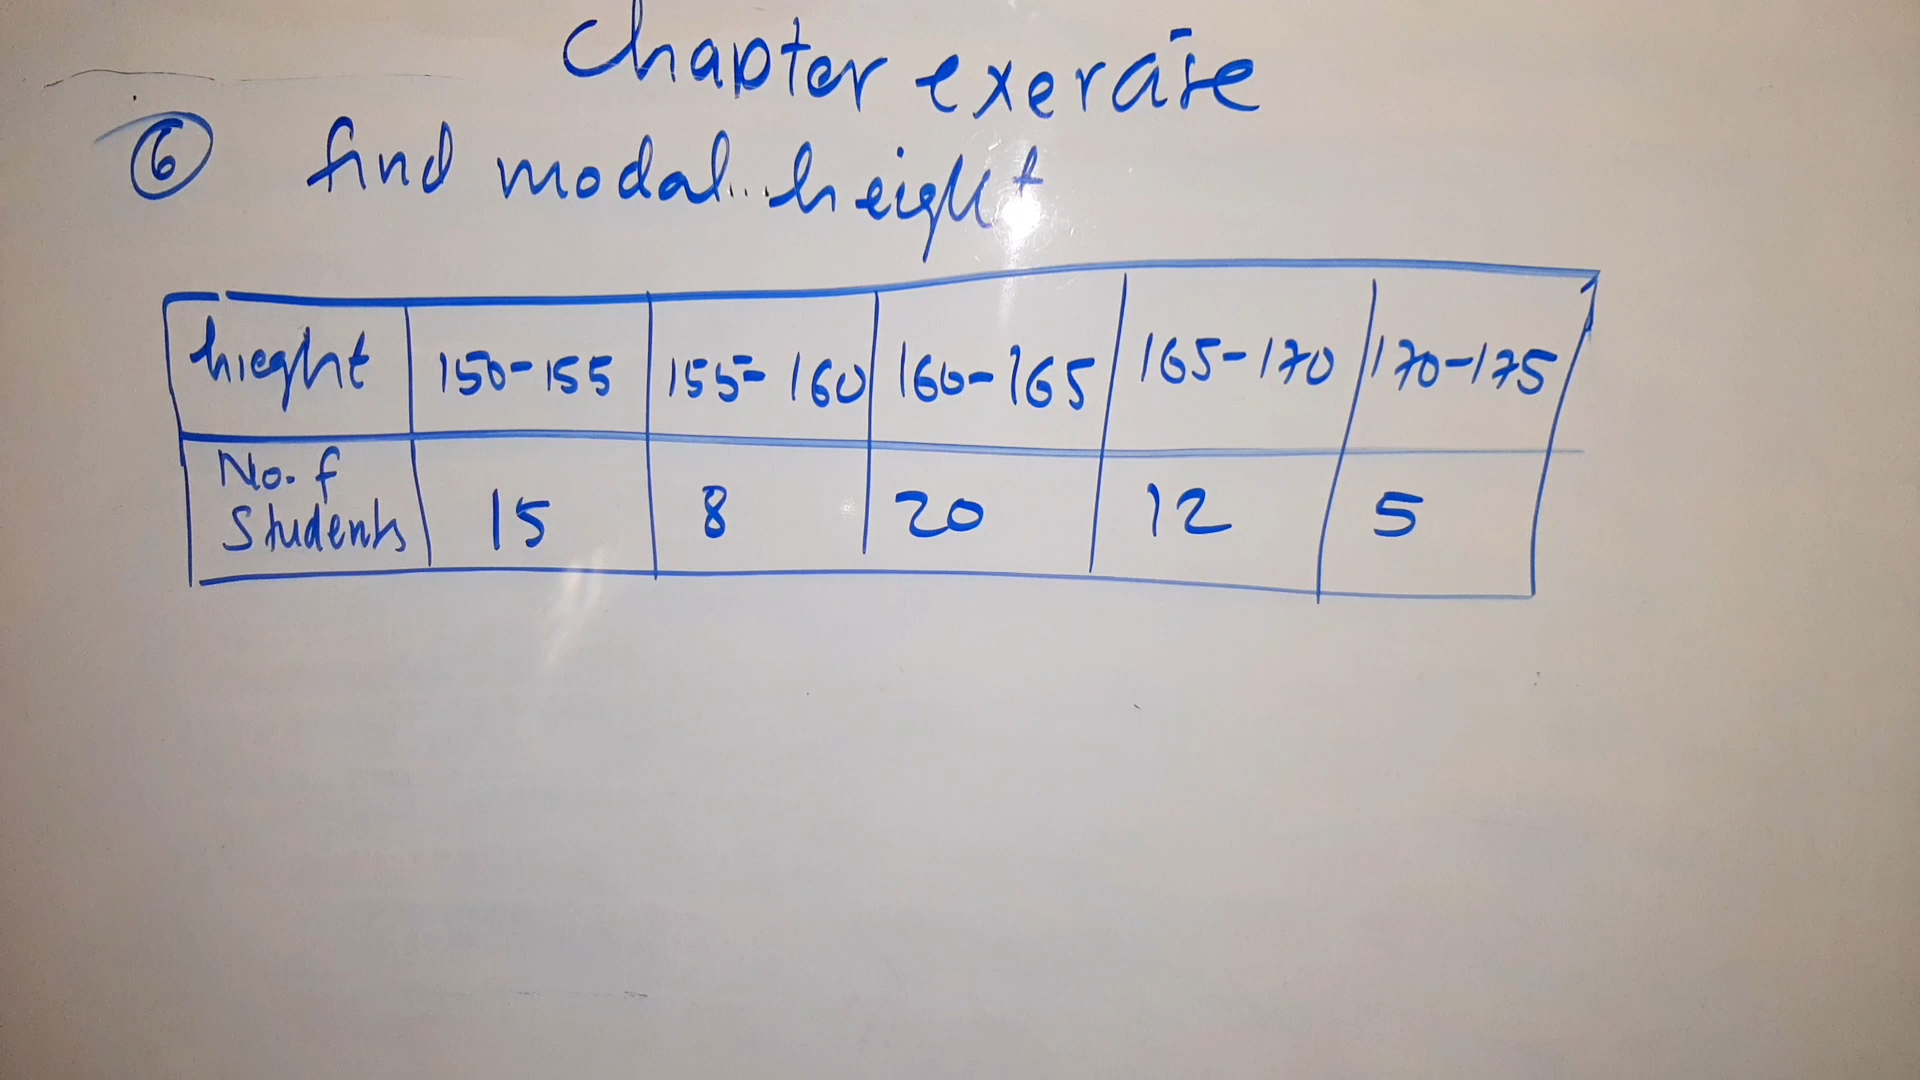 Chapter exercise
6 find modal height
hieght 150-155 155-160 160-165 165-170 170-175
No. f
Students 15 8 20 12 5